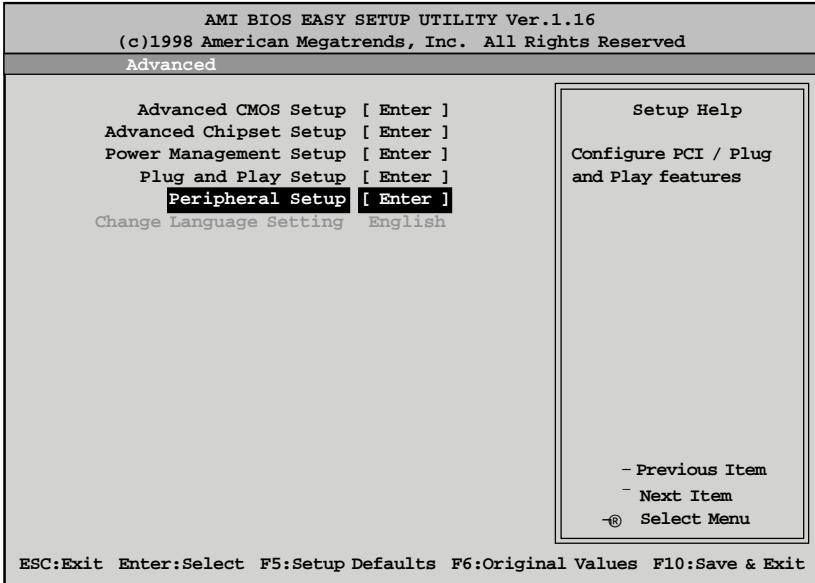 AMI BIOS EASY SETUP UTILITY Ver.1.16
(c)1998 American Megatrends, Inc. All Rights Reserved
Advanced
Advanced CMOS Setup [ Enter ]
Advanced Chipset Setup [ Enter ]
Power Management Setup [ Enter ]
Plug and Play Setup [ Enter ]
Peripheral Setup [ Enter ]
Change Language Setting English
Setup Help
Configure PCI / Plug
and Play features
– Previous Item
¯ Next Item
¬® Select Menu
ESC:Exit Enter:Select F5:Setup Defaults F6:Original Values F10:Save & Exit